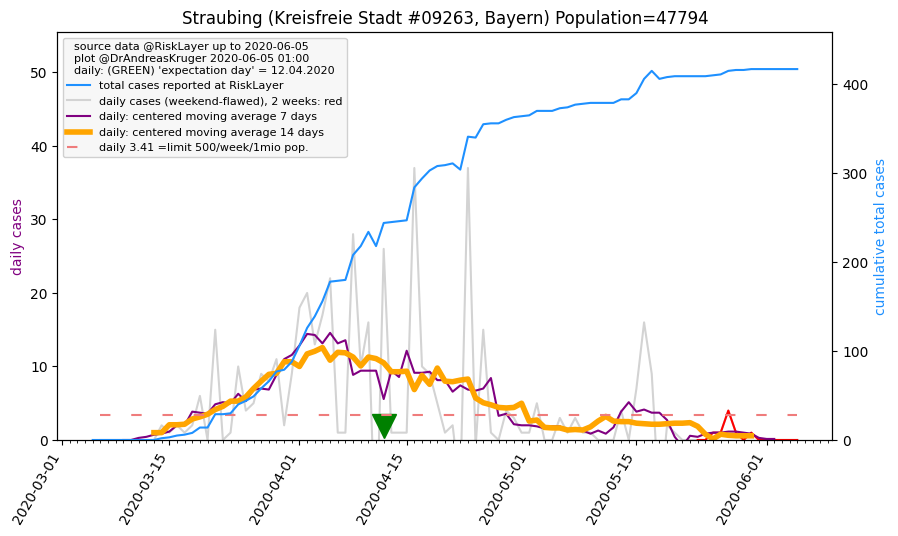 Straubing (Kreisfreie Stadt #09263, Bayern) Population=47794
source data @RiskLayer up to 2020-06-05
plot @DrAndreasKruger 2020-06-05 01:00
daily: (GREEN) 'expectation day' = 12.04.2020
total cases reported at RiskLayer
daily cases (weekend-flawed), 2 weeks: red
daily: centered moving average 7 days
daily: centered moving average 14 days
daily 3.41 =limit 500/week/1mio pop.
daily cases
50
40
30
20
10
0
cumulative total cases
400
300
200
100
0
2020-03-01
2020-03-15
2020-04-01
2020-04-15
2020-05-01
2020-05-15
2020-06-01